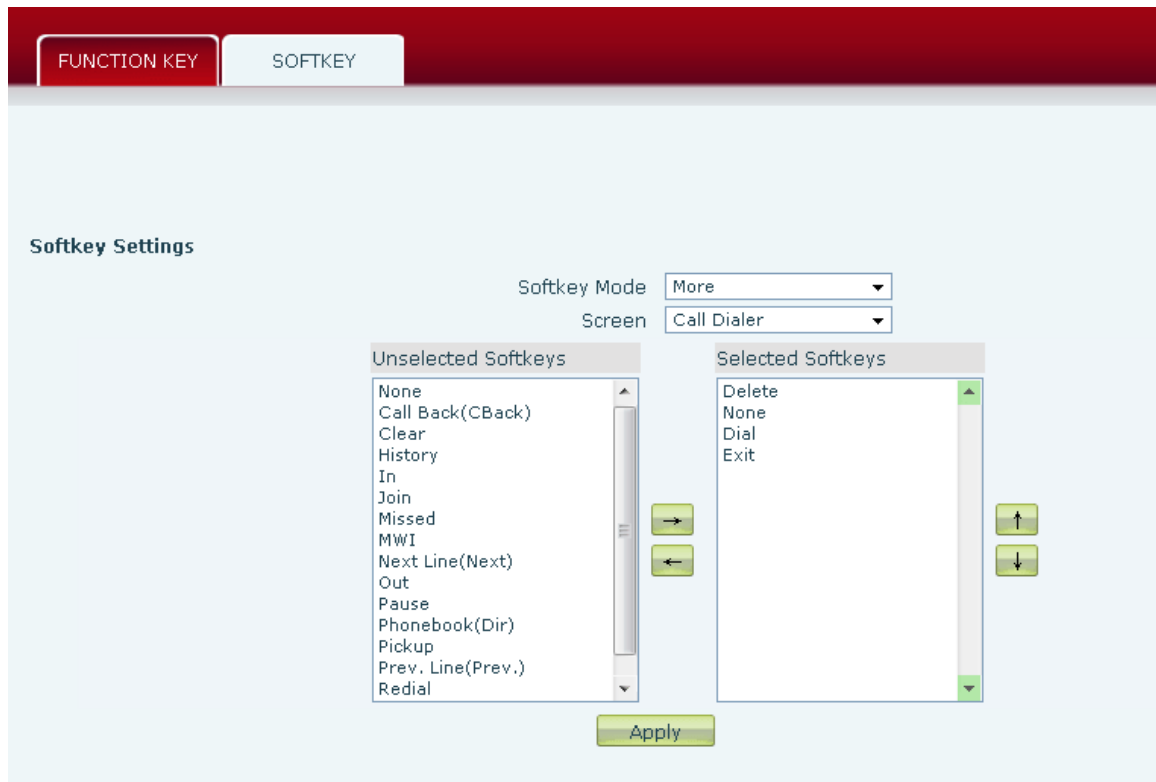 FUNCTION KEY
SOFTKEY
Softkey Settings
Softkey Mode More
Screen Call Dialer
Unselected Softkeys
None
Call Back(CBack)
Clear
History
In
Join
Missed
MWI
Next Line(Next)
Out
Pause
Phonebook(Dir)
Pickup
Prev. Line(Prev.)
Redial
→
←
Selected Softkeys
Delete
None
Dial
Exit
↑
↓
Apply